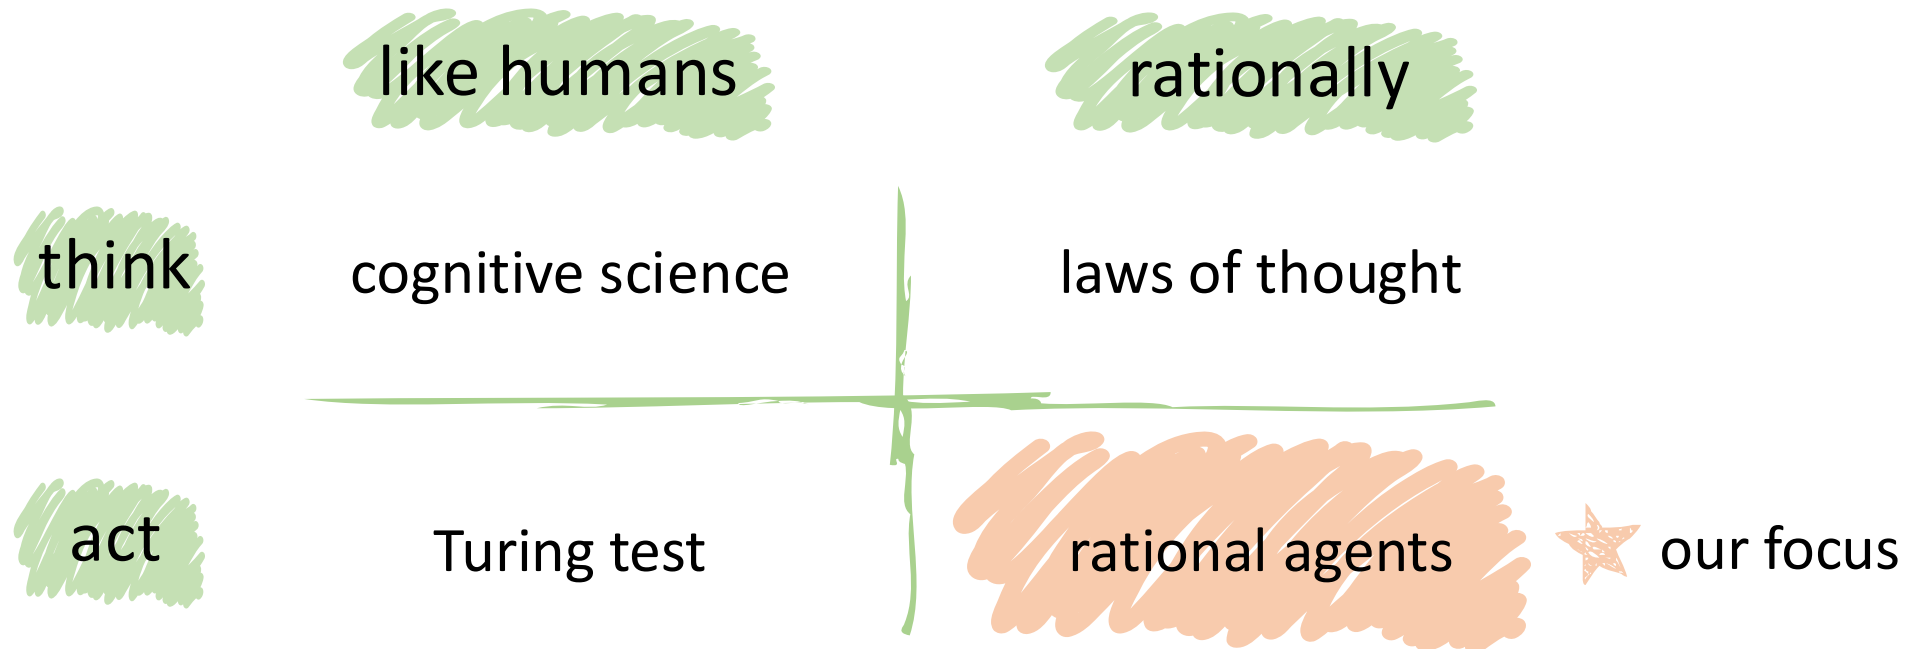 like humans
rationally
think
cognitive science
laws of thought
act
Turing test
rational agents
our focus